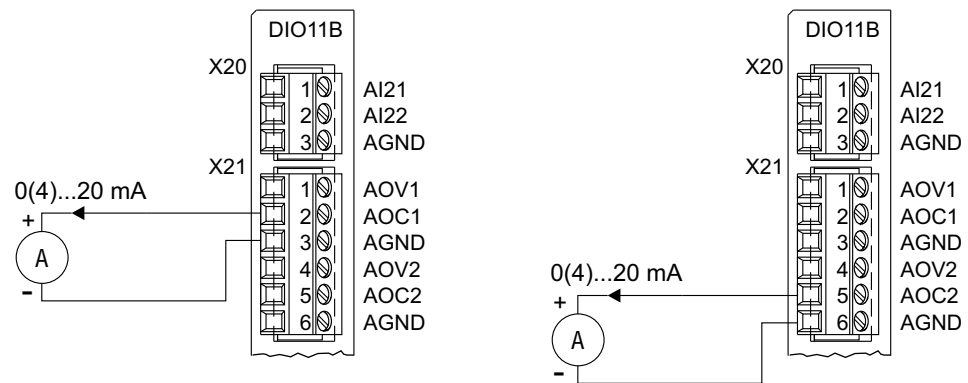 DIO11B
X20
1 AI21
2 AI22
3 AGND
X21
1 AOV1
0(4)...20 mA
2 AOC1
+
3 AGND
A
4 AOV2
-
5 AOC2
6 AGND
DIO11B
X20
1 AI21
2 AI22
3 AGND
X21
1 AOV1
2 AOC1
3 AGND
4 AOV2
0(4)...20 mA
5 AOC2
+
6 AGND
A
-